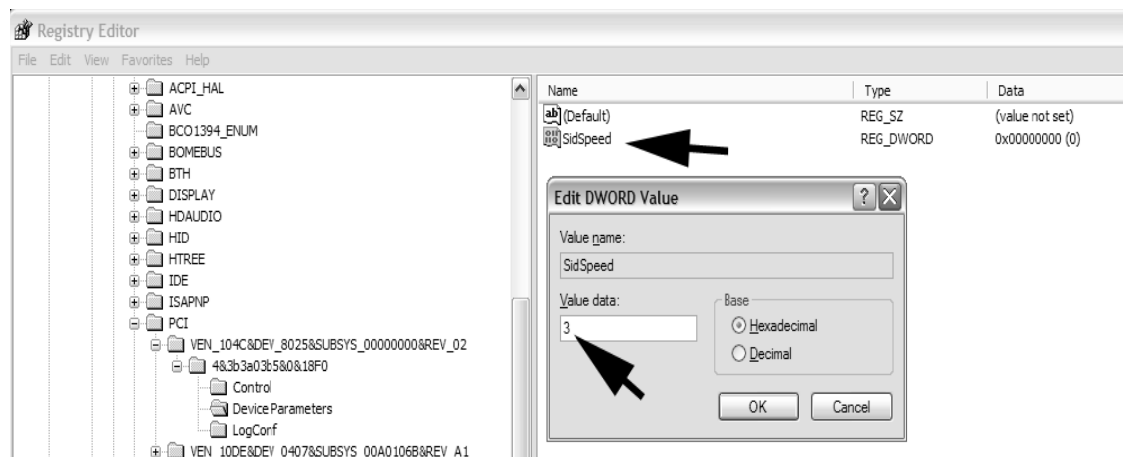 Registry Editor
File Edit View Favorites Help
ACPI_HAL
AVC
BCO1394_ENUM
BOMEBUS
BTH
DISPLAY
HDAUDIO
HID
HTREE
IDE
ISAPNP
PCI
VEN_104C&DEV_8025&SUBSYS_00000000&REV_02
4&3b3a03b5&0&18F0
Control
Device Parameters
LogConf
VEN_10DE&DEV_0407&SUBSYS_00A0106B&REV_A1
Name Type Data
(Default) REG_SZ (value not set)
SidSpeed REG_DWORD 0x00000000 (0)
Edit DWORD Value
Value name:
SidSpeed
Value data:
3
Base
Hexadecimal
Decimal
OK Cancel